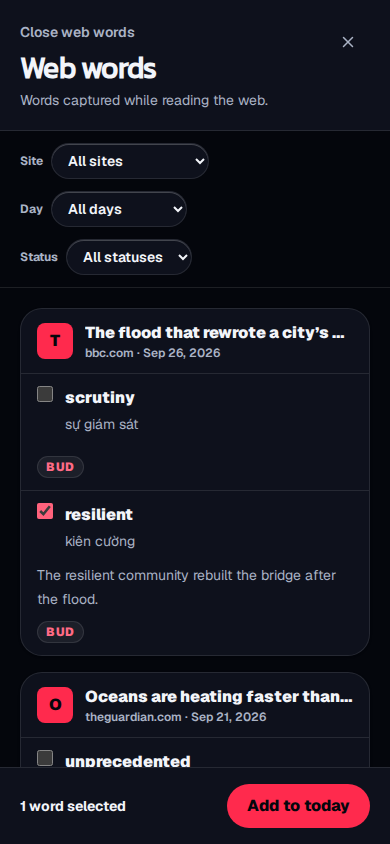 Close web words
Web words
Words captured while reading the web.
Site All sites
Day All days
Status All statuses
T The flood that rewrote a city’s ...
bbc.com · Sep 26, 2026
scrutiny
sự giám sát
BUD
resilient
kiên cường
The resilient community rebuilt the bridge after
the flood.
BUD
O Oceans are heating faster than...
theguardian.com · Sep 21, 2026
unprecedented
1 word selected Add to today